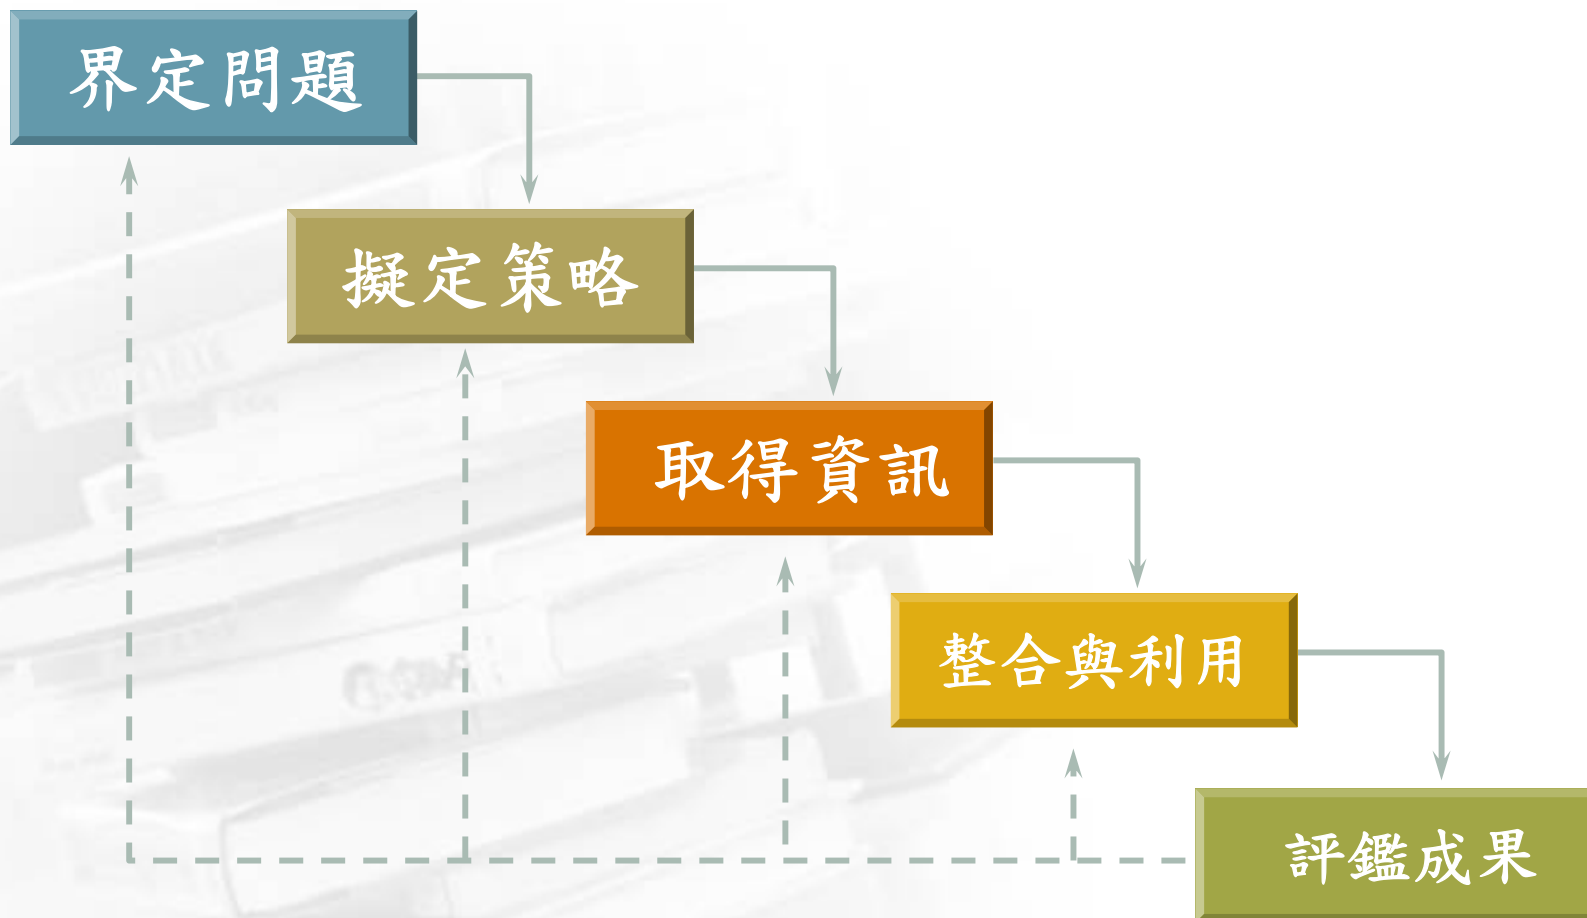 界定問題
擬定策略
取得資訊
整合與利用
評鑑成果